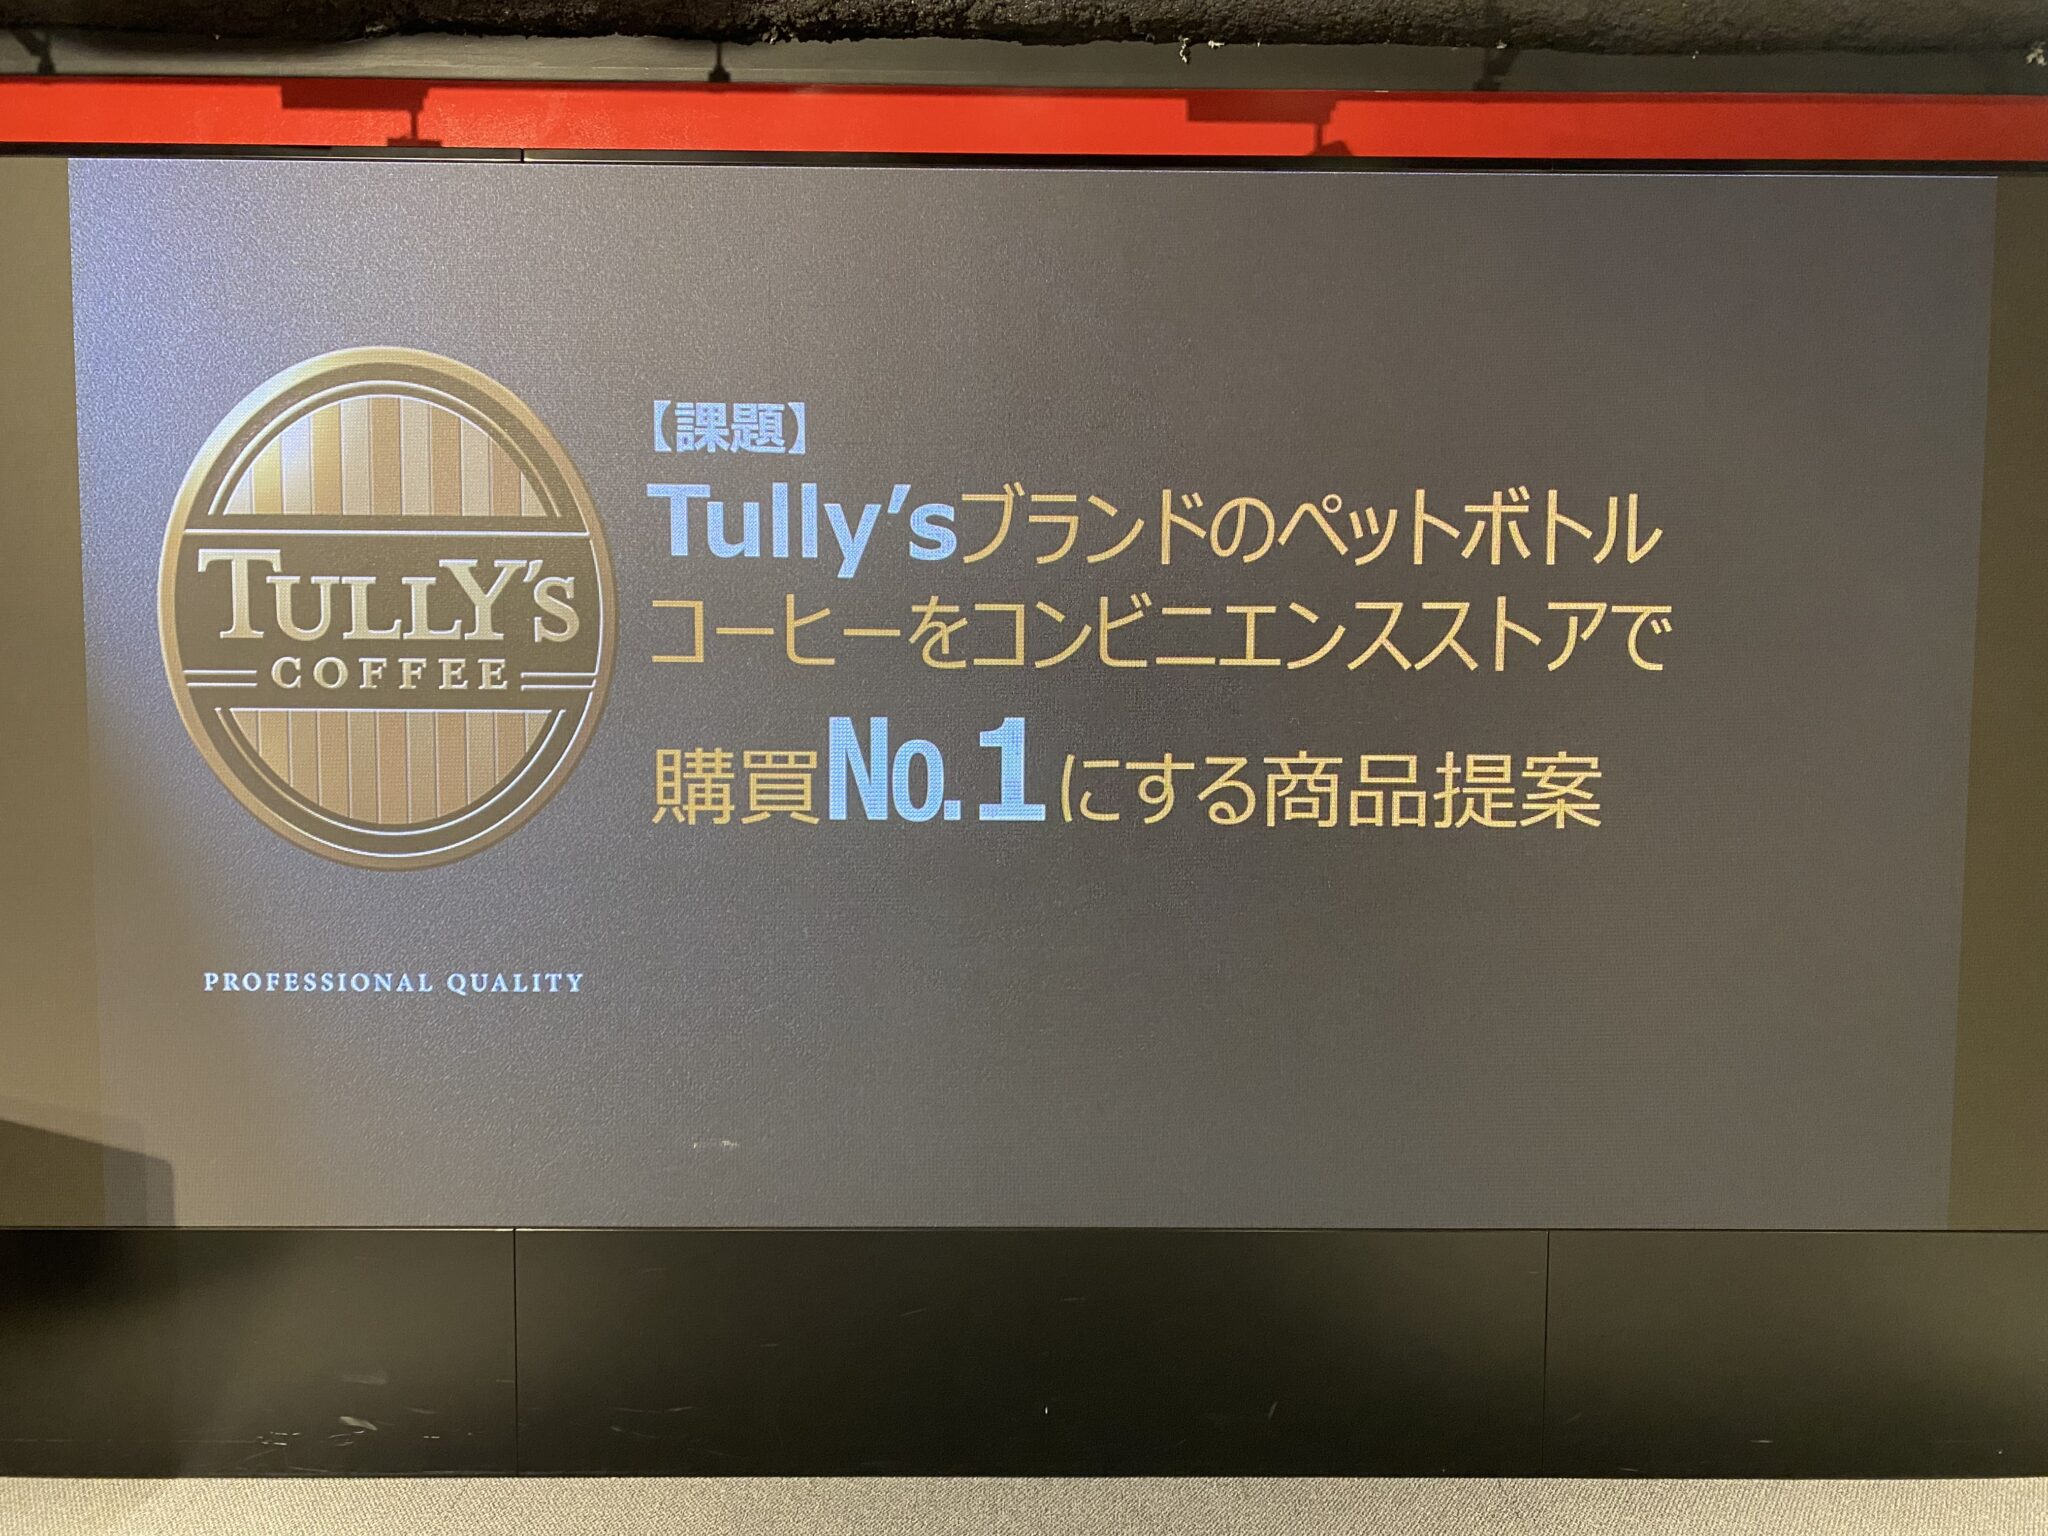 TULLY'S
COFFEE
PROFESSIONAL QUALITY
【課題】
Tully'sブランドのペットボトル
コーヒーをコンビニエンスストアで
購買No.1にする商品提案